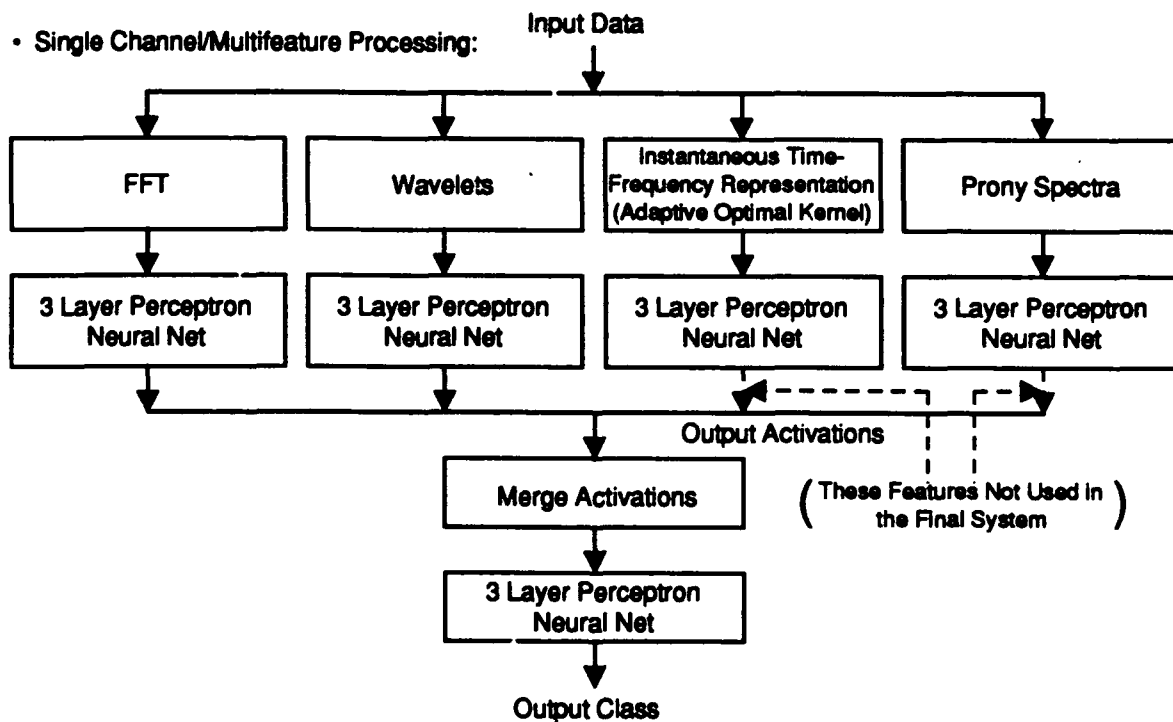 Input Data
• Single Channel/Multifeature Processing:
FFT
Wavelets
Instantaneous Time-
Frequency Representation
(Adaptive Optimal Kernel)
Prony Spectra
3 Layer Perceptron
Neural Net
3 Layer Perceptron
Neural Net
3 Layer Perceptron
Neural Net
3 Layer Perceptron
Neural Net
Output Activations
Merge Activations
(These Features Not Used in
the Final System)
3 Layer Perceptron
Neural Net
Output Class